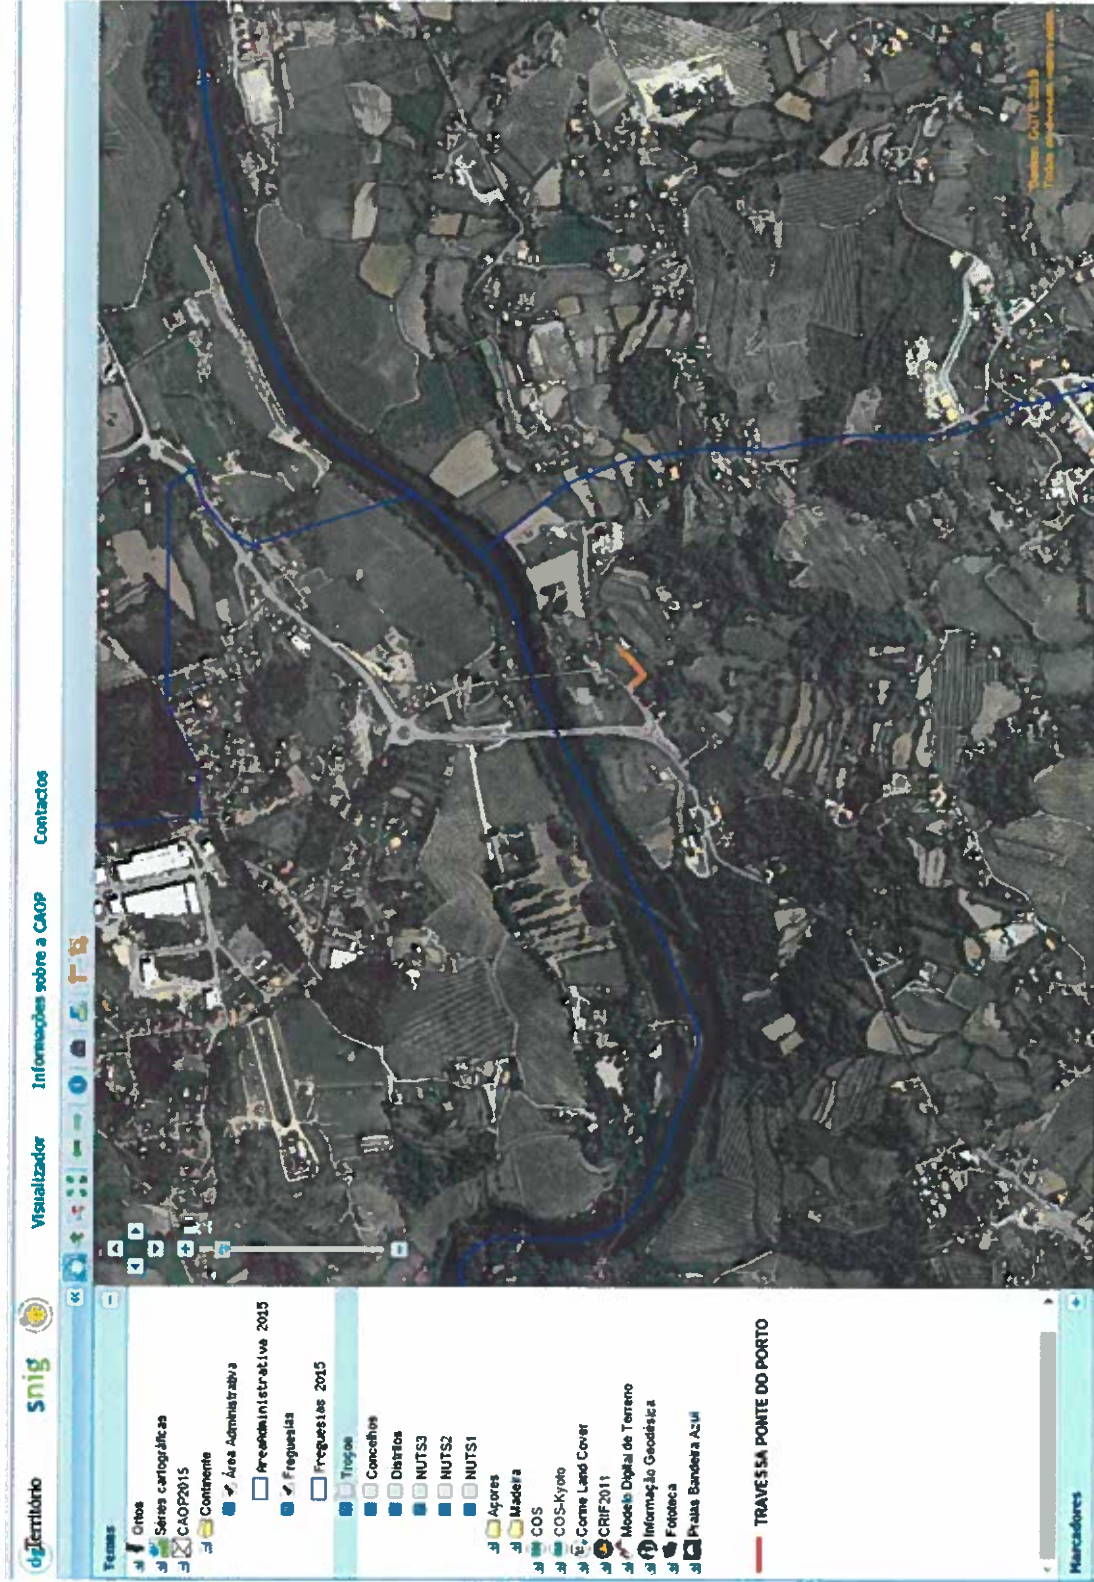 dgTerritório snig
Visualizador Informações sobre a CAOP Contactos
Temas
Ortos
Séries cartográficas
CAOP2015
Continente
Área Administrativa
AreaAdministrativa 2015
Freguesias
Freguesias 2015
Troços
Concelhos
Distritos
NUTS3
NUTS2
NUTS1
Açores
Madeira
COS
COS-Kyoto
Corine Land Cover
CRIF2011
Modelo Digital de Terreno
Informação Geodésica
Fototeca
Praias Bandeira Azul
TRAVESSA PONTE DO PORTO
Marcadores